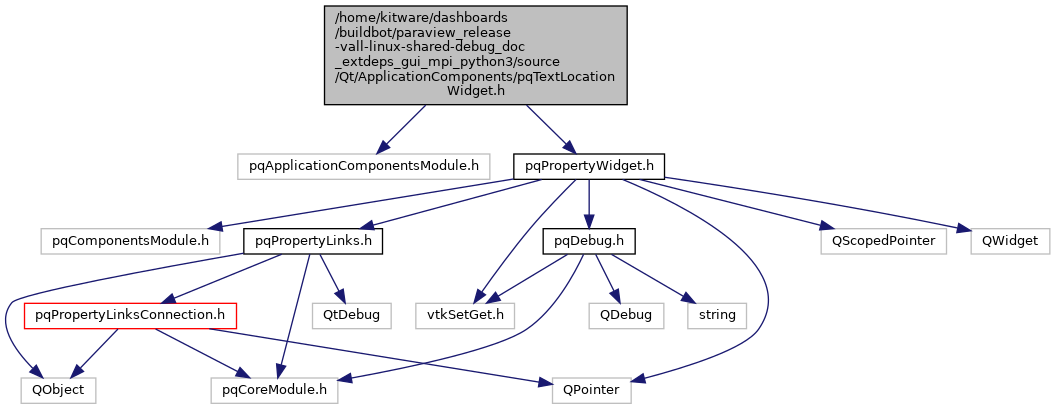 /home/kitware/dashboards
/buildbot/paraview_release
-vall-linux-shared-debug_doc
_extdeps_gui_mpi_python3/source
/Qt/ApplicationComponents/pqTextLocation
Widget.h
pqApplicationComponentsModule.h
pqPropertyWidget.h
pqComponentsModule.h
pqPropertyLinks.h
pqDebug.h
QScopedPointer
QWidget
pqPropertyLinksConnection.h
QtDebug
vtkSetGet.h
QDebug
string
QObject
pqCoreModule.h
QPointer